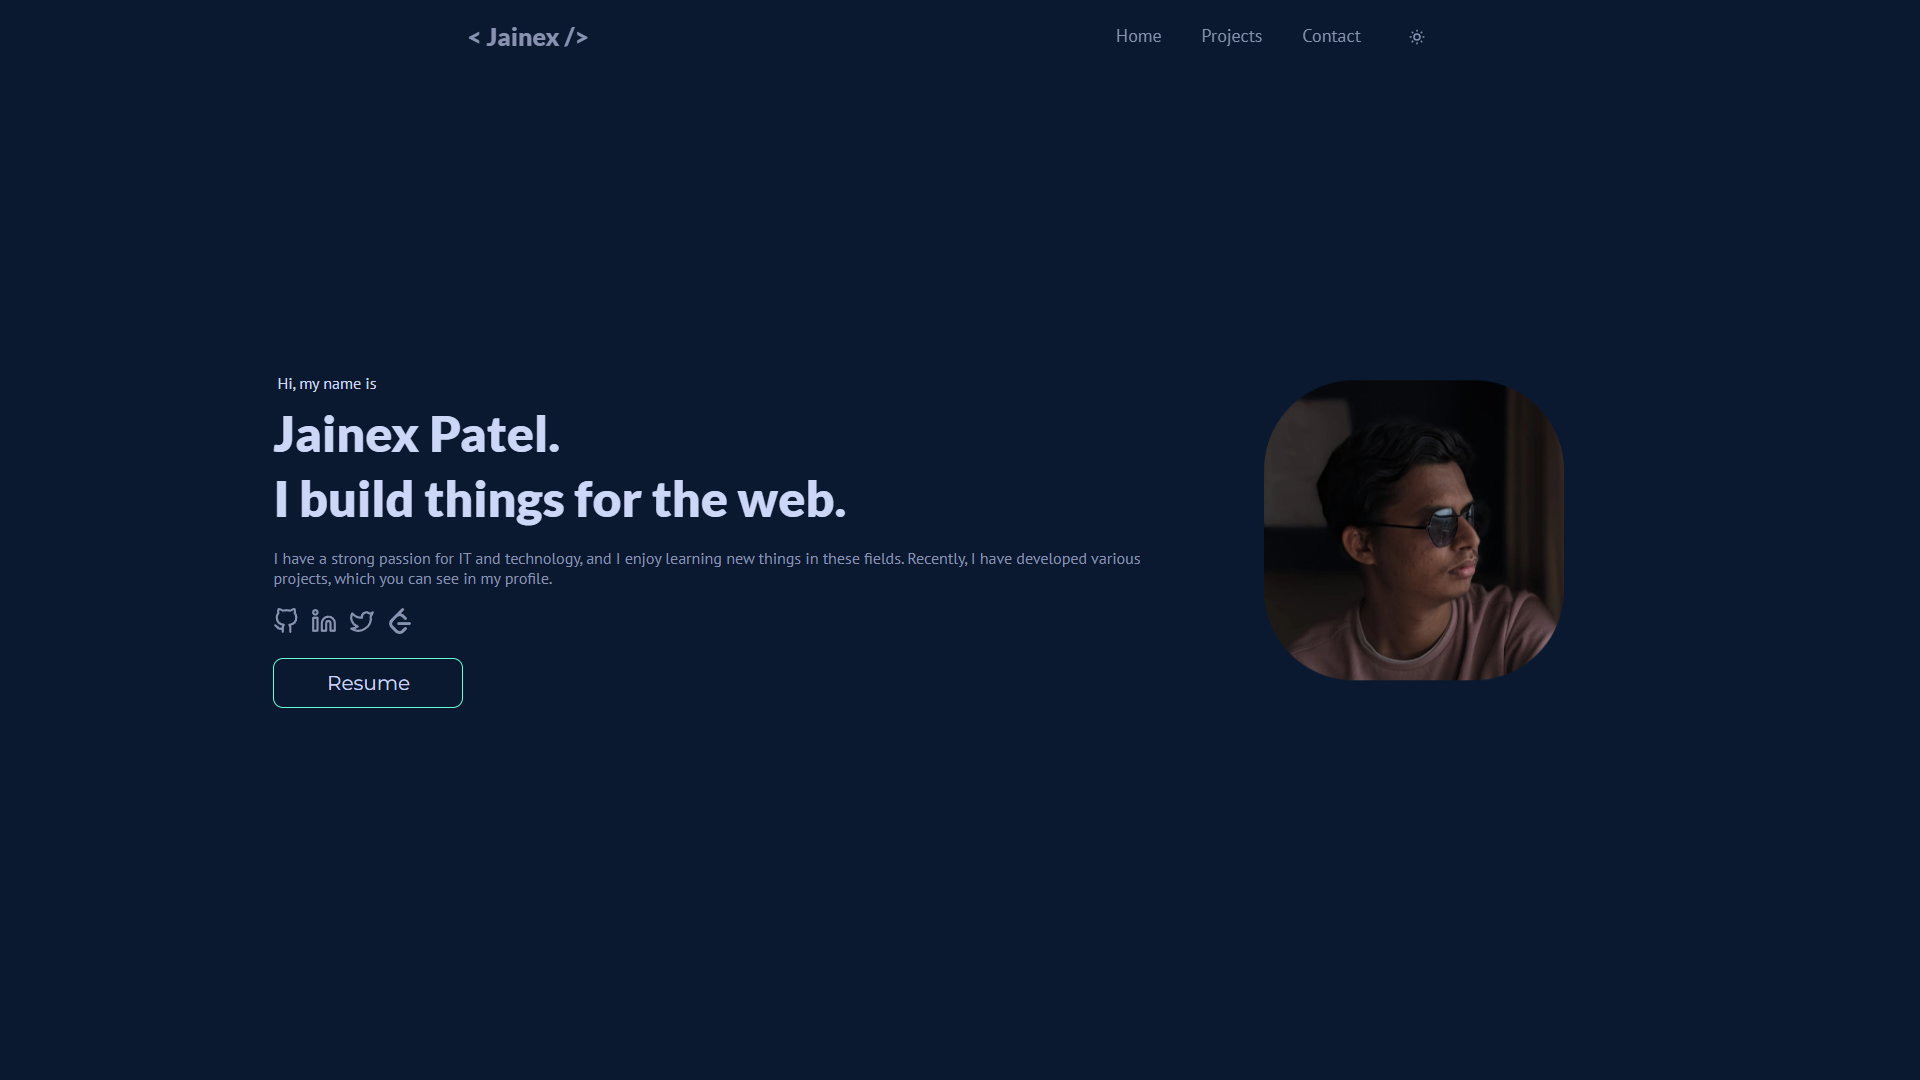 < Jainex />
Home
Projects
Contact
Hi, my name is
Jainex Patel.
I build things for the web.
I have a strong passion for IT and technology, and I enjoy learning new things in these fields. Recently, I have developed various
projects, which you can see in my profile.
Resume